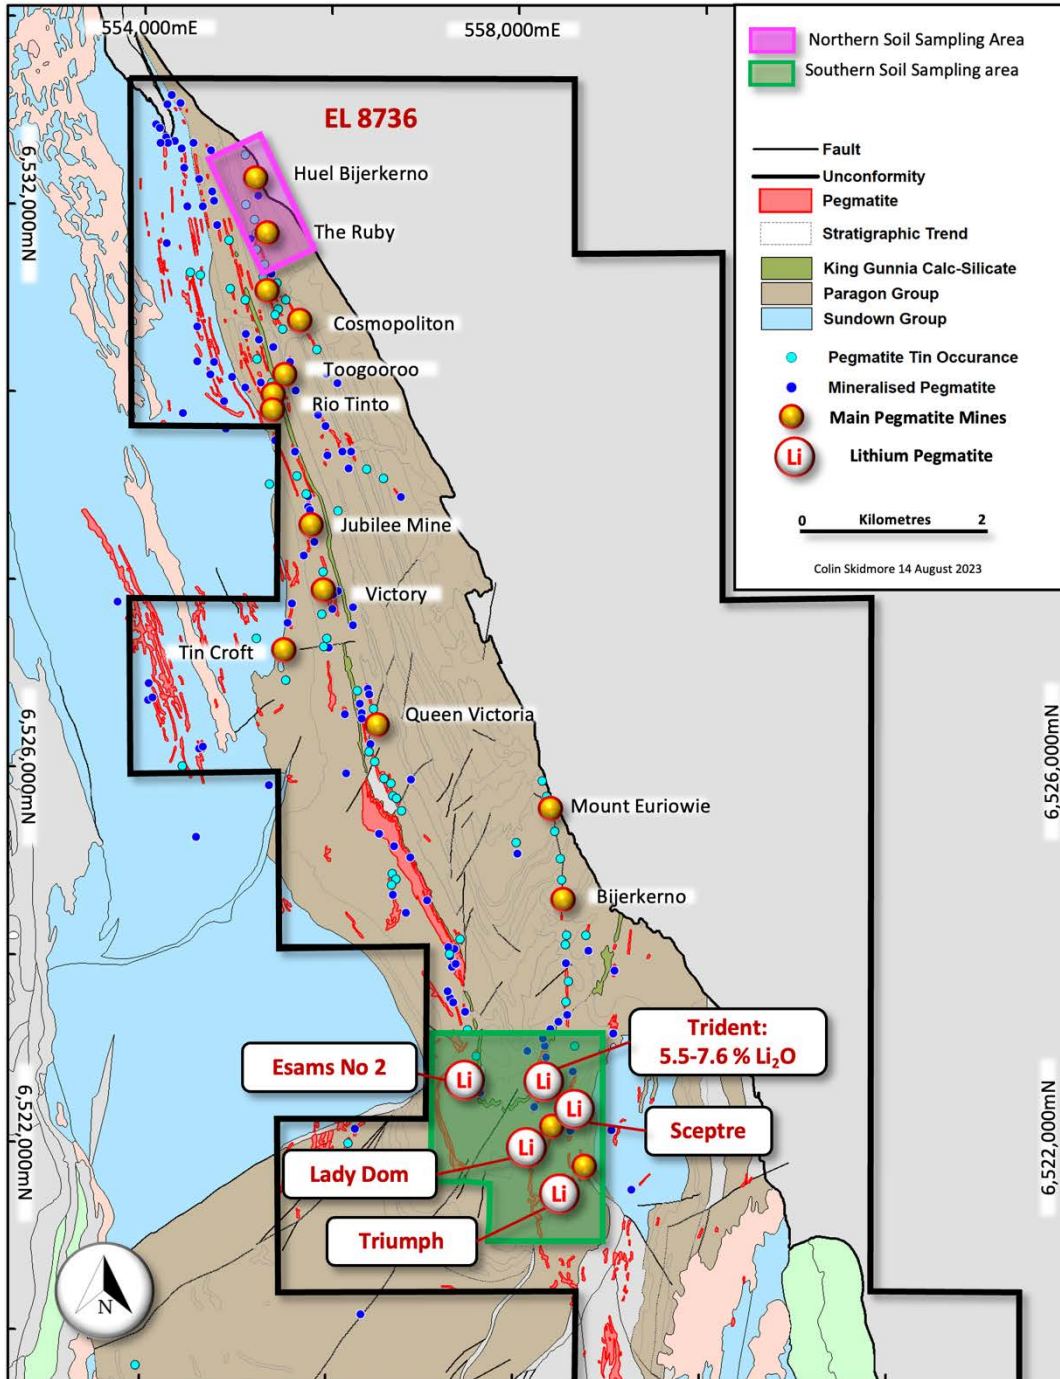 554,000mE
558,000mE
EL 8736
6,532,000mN
6,526,000mN
6,522,000mN
6,526,000mN
6,522,000mN
Huel Bijerkerno
The Ruby
Cosmopoliton
Toogooroo
Rio Tinto
Jubilee Mine
Victory
Tin Croft
Queen Victoria
Mount Euriowie
Bijerkerno
Trident:
5.5-7.6 % Li₂O
Esams No 2
Sceptre
Lady Dom
Triumph
Li
Li
Li
Li
Li
N
Northern Soil Sampling Area
Southern Soil Sampling area
Fault
Unconformity
Pegmatite
Stratigraphic Trend
King Gunnia Calc-Silicate
Paragon Group
Sundown Group
Pegmatite Tin Occurance
Mineralised Pegmatite
Main Pegmatite Mines
Li Lithium Pegmatite
0 Kilometres 2
Colin Skidmore 14 August 2023